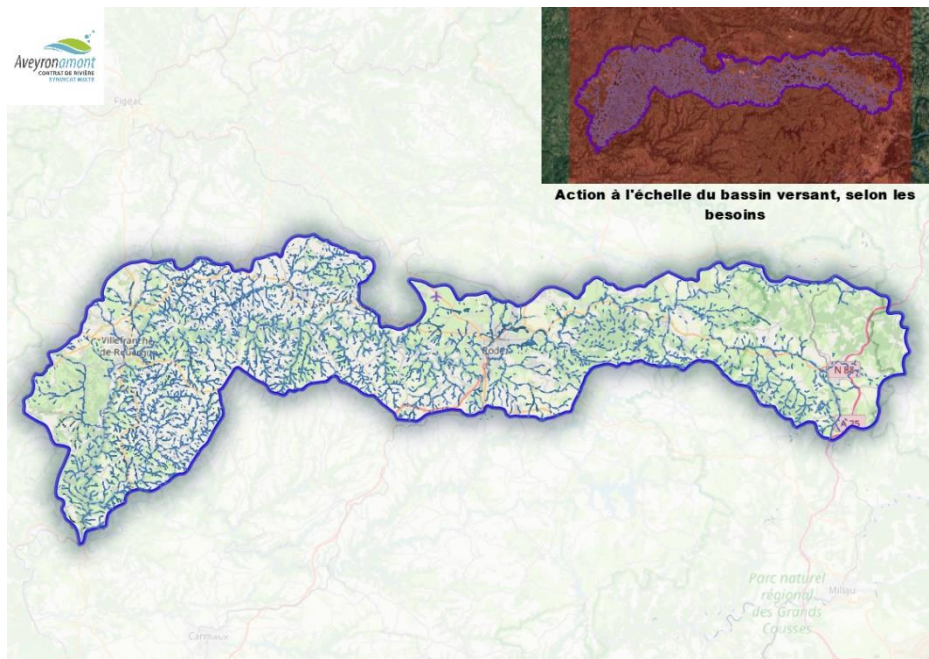 Aveyronamont
CONTRAT DE RIVIÈRE
SYNDICAT MIXTE
Action à l'échelle du bassin versant, selon les
besoins
Figeac
Villefranche
de-Rouergue
Rodez
N 88
A 75
Parc naturel
régional
des Grands
Causses
Millau
Carmaux